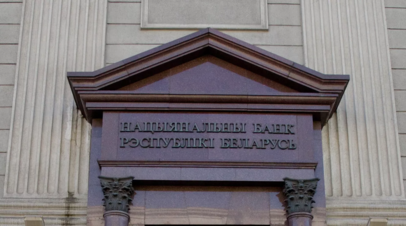 НАЦЫЯНАЛЬНЫ БАНК
РЭСПУБЛІКІ БЕЛАРУСЬ